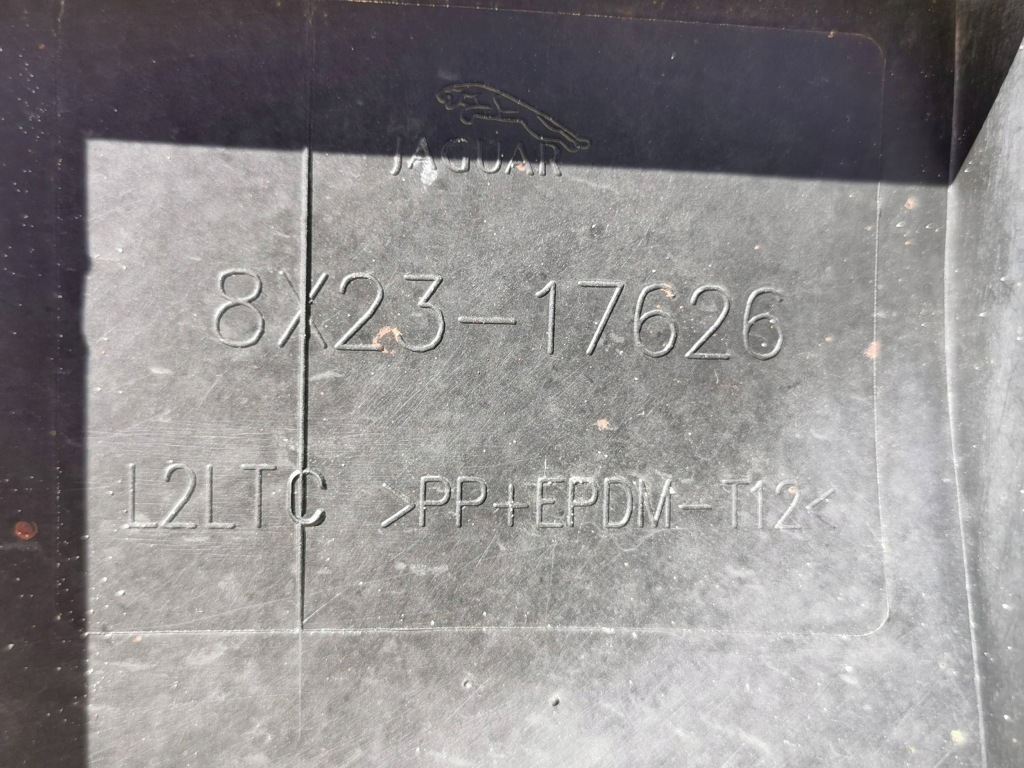 JAGUAR
8X23-17626
L2LTC >PP+EPDM-T12<